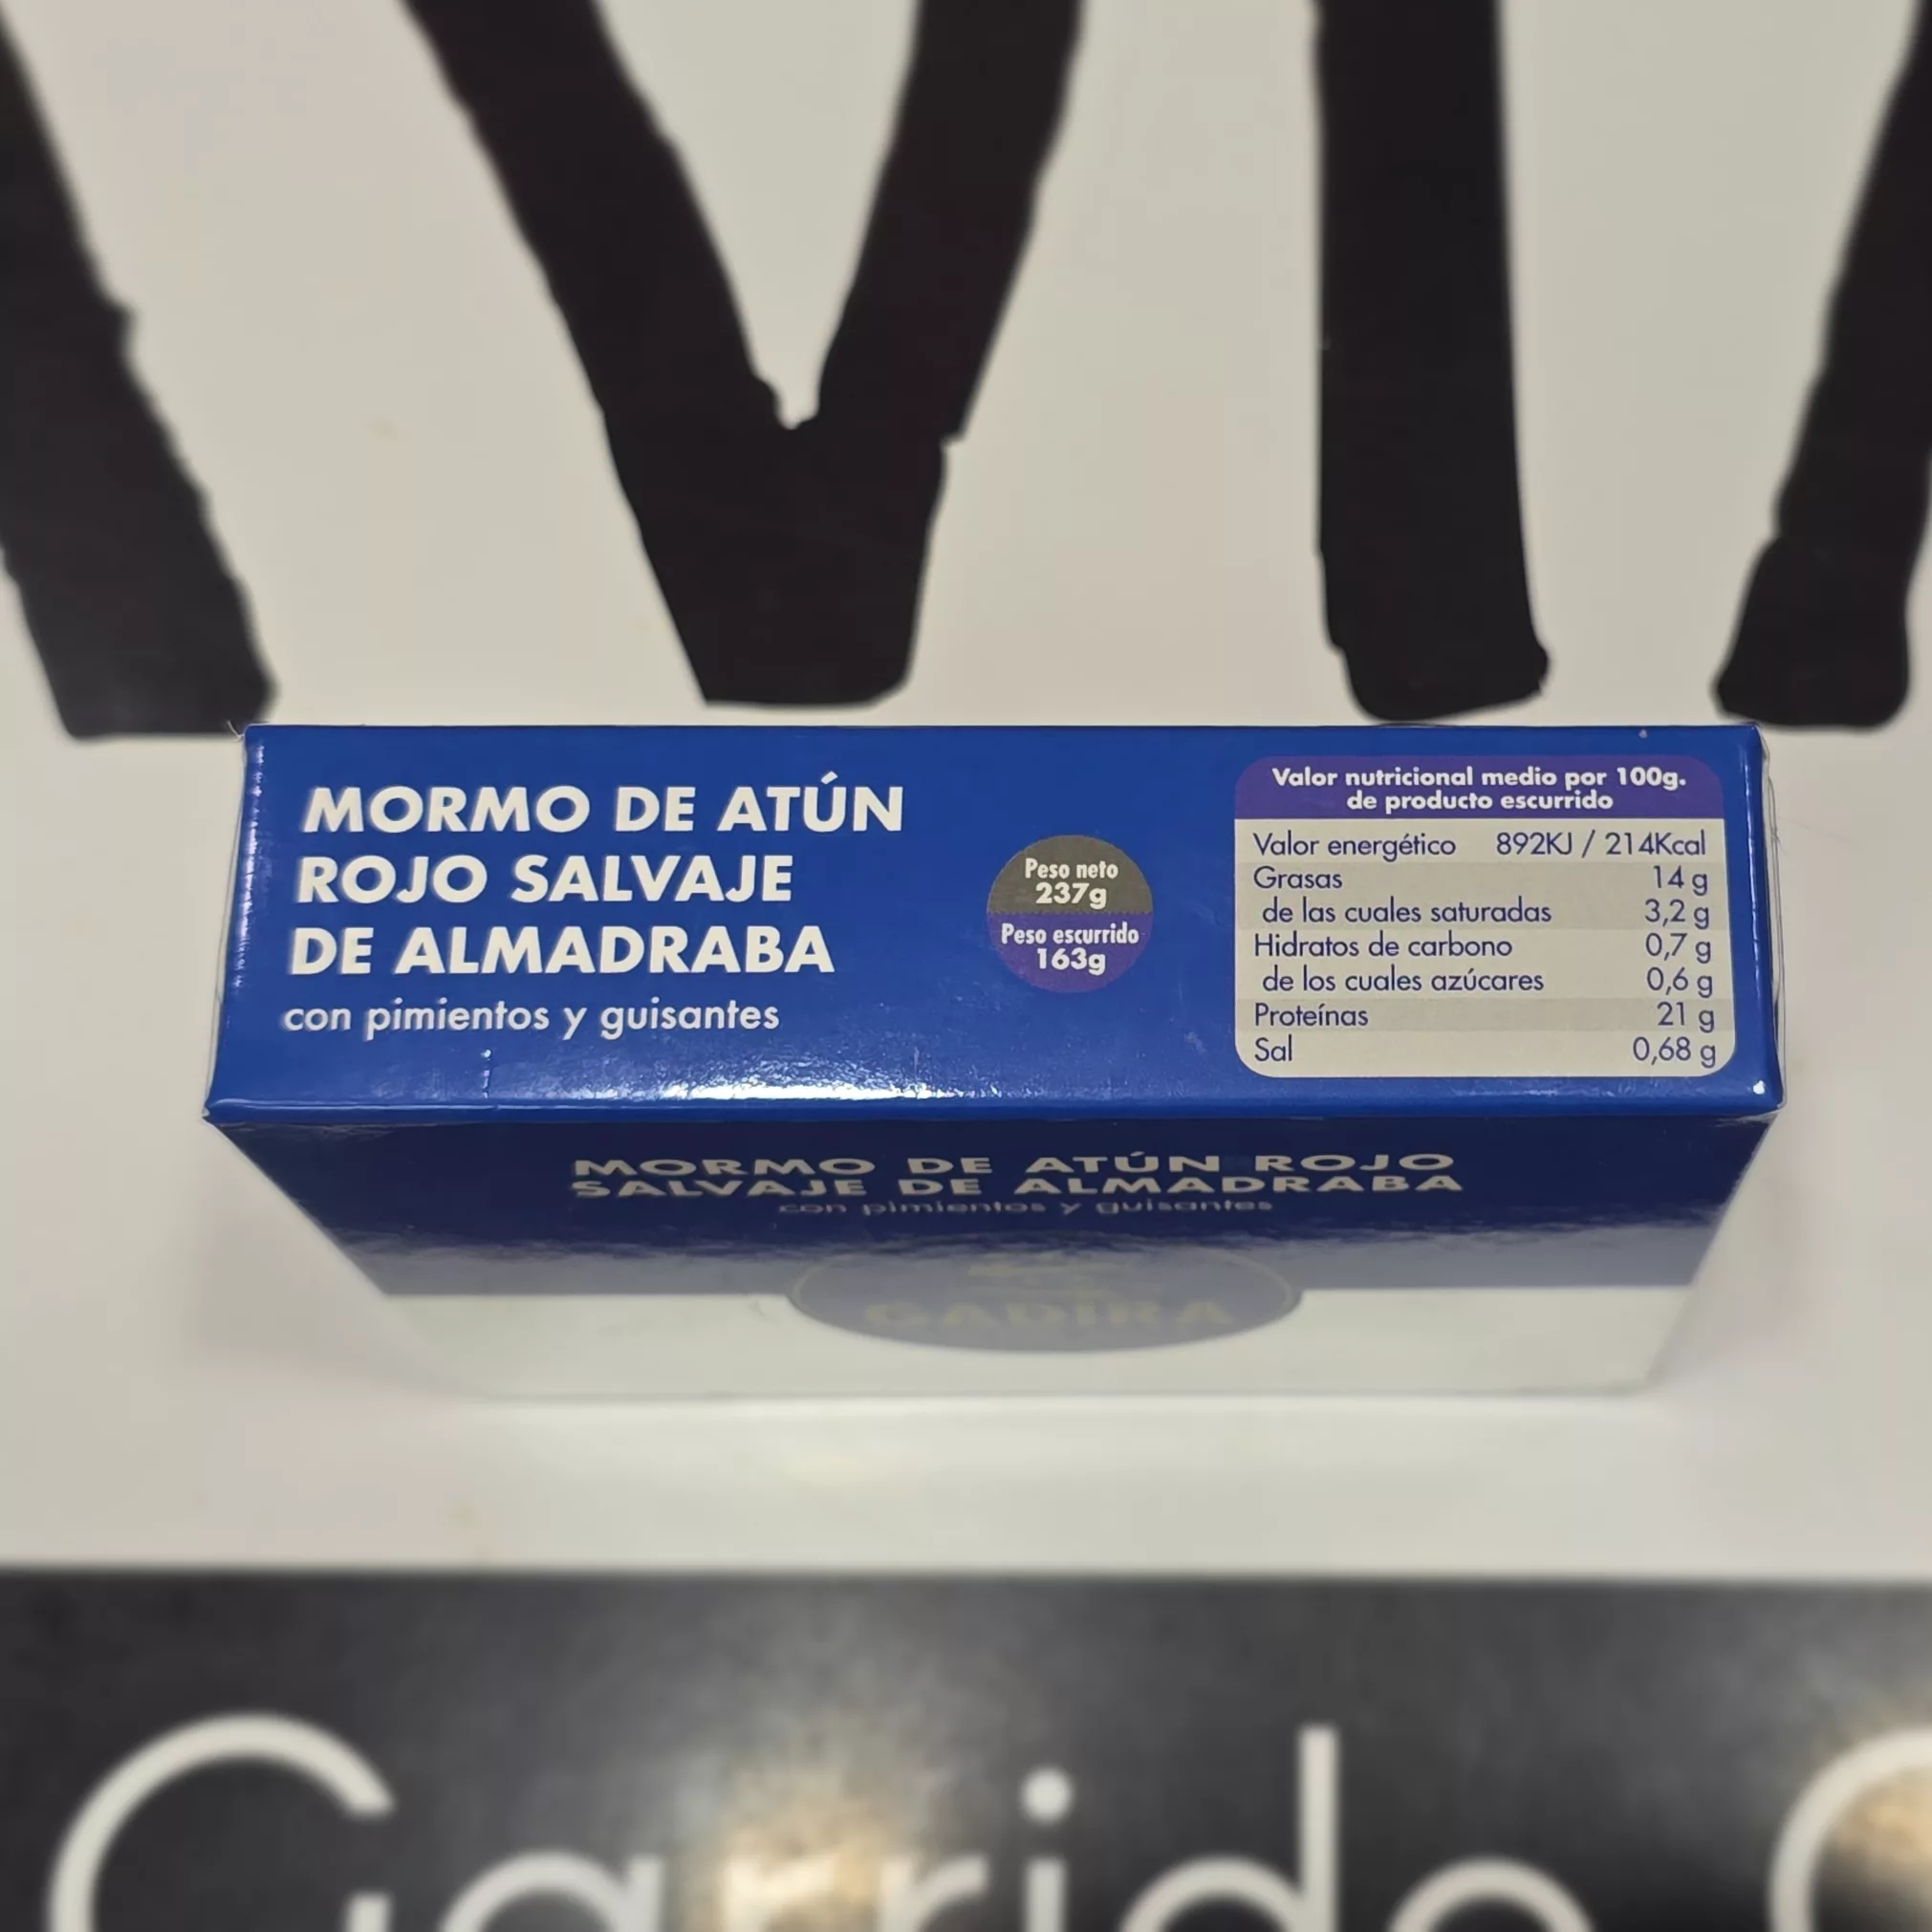 MORMO DE ATÚN
ROJO SALVAJE
DE ALMADRABA
con pimientos y guisantes
Peso neto
237g
Peso escurrido
163g
Valor nutricional medio por 100g.
de producto escurrido
Valor energético 892KJ / 214Kcal
Grasas 14 g
de las cuales saturadas 3,2 g
Hidratos de carbono 0,7 g
de los cuales azúcares 0,6 g
Proteínas 21 g
Sal 0,68 g
MORMO DE ATÚN ROJO
SALVAJE DE ALMADRABA
con pimientos y guisantes
GADIRA
Garrido